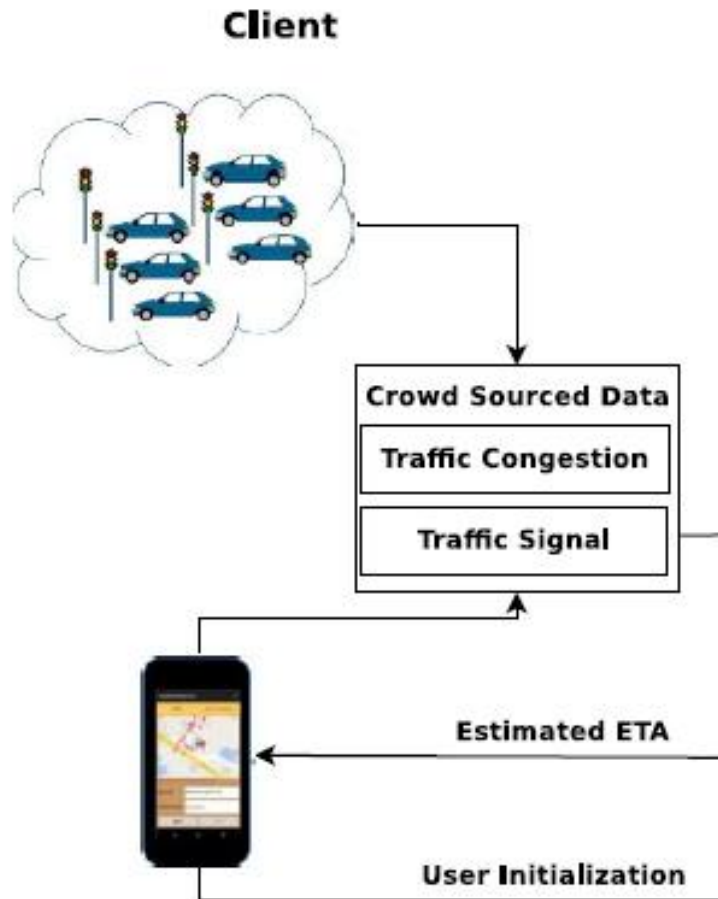 Client
Crowd Sourced Data
Traffic Congestion
Traffic Signal
Estimated ETA
User Initialization